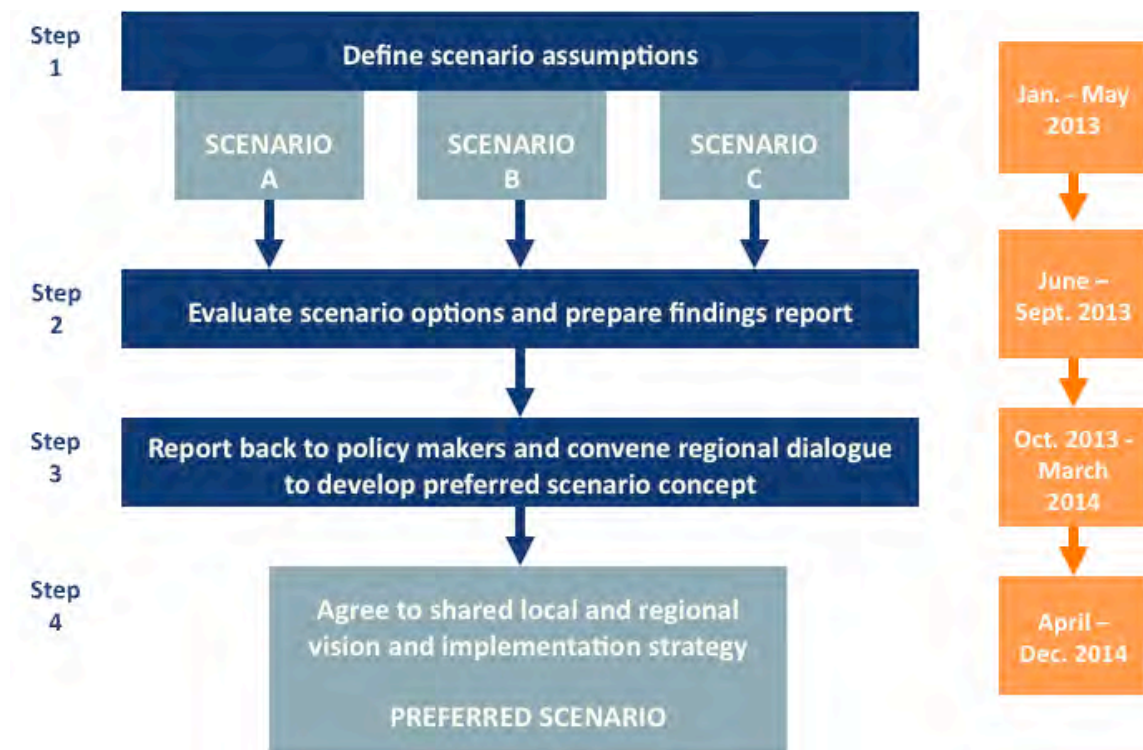 Step
1
Define scenario assumptions
Jan. - May
2013
SCENARIO
A
SCENARIO
B
SCENARIO
C
Step
2
Evaluate scenario options and prepare findings report
June –
Sept. 2013
Step
3
Report back to policy makers and convene regional dialogue
to develop preferred scenario concept
Oct. 2013 -
March
2014
Step
4
Agree to shared local and regional
vision and implementation strategy
PREFERRED SCENARIO
April –
Dec. 2014